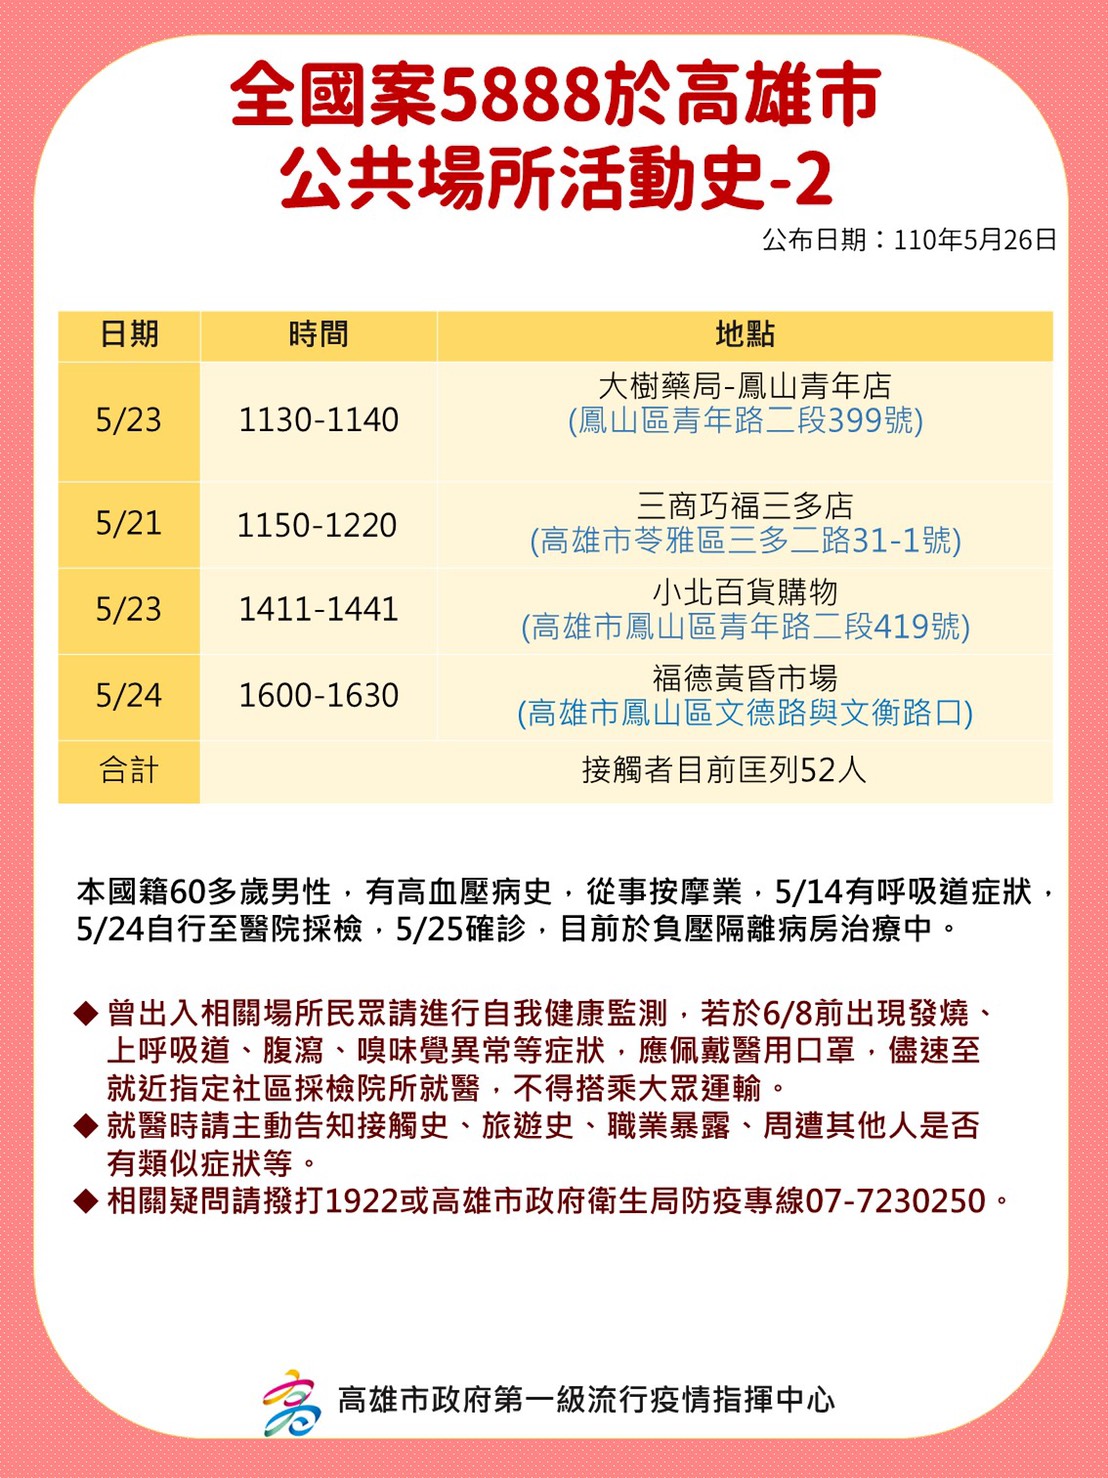 全國案5888於高雄市
公共場所活動史-2
公布日期：110年5月26日
日期 時間 地點
5/23 1130-1140 大樹藥局-鳳山青年店
(鳳山區青年路二段399號)
5/21 1150-1220 三商巧福三多店
(高雄市苓雅區三多二路31-1號)
5/23 1411-1441 小北百貨購物
(高雄市鳳山區青年路二段419號)
5/24 1600-1630 福德黃昏市場
(高雄市鳳山區文德路與文衡路口)
合計 接觸者目前匡列52人
本國籍60多歲男性，有高血壓病史，從事按摩業，5/14有呼吸道症狀，
5/24自行至醫院採檢，5/25確診，目前於負壓隔離病房治療中。
◆ 曾出入相關場所民眾請進行自我健康監測，若於6/8前出現發燒、
上呼吸道、腹瀉、嗅味覺異常等症狀，應佩戴醫用口罩，儘速至
就近指定社區採檢院所就醫，不得搭乘大眾運輸。
◆ 就醫時請主動告知接觸史、旅遊史、職業暴露、周遭其他人是否
有類似症狀等。
◆ 相關疑問請撥打1922或高雄市政府衛生局防疫專線07-7230250。
高雄市政府第一級流行疫情指揮中心